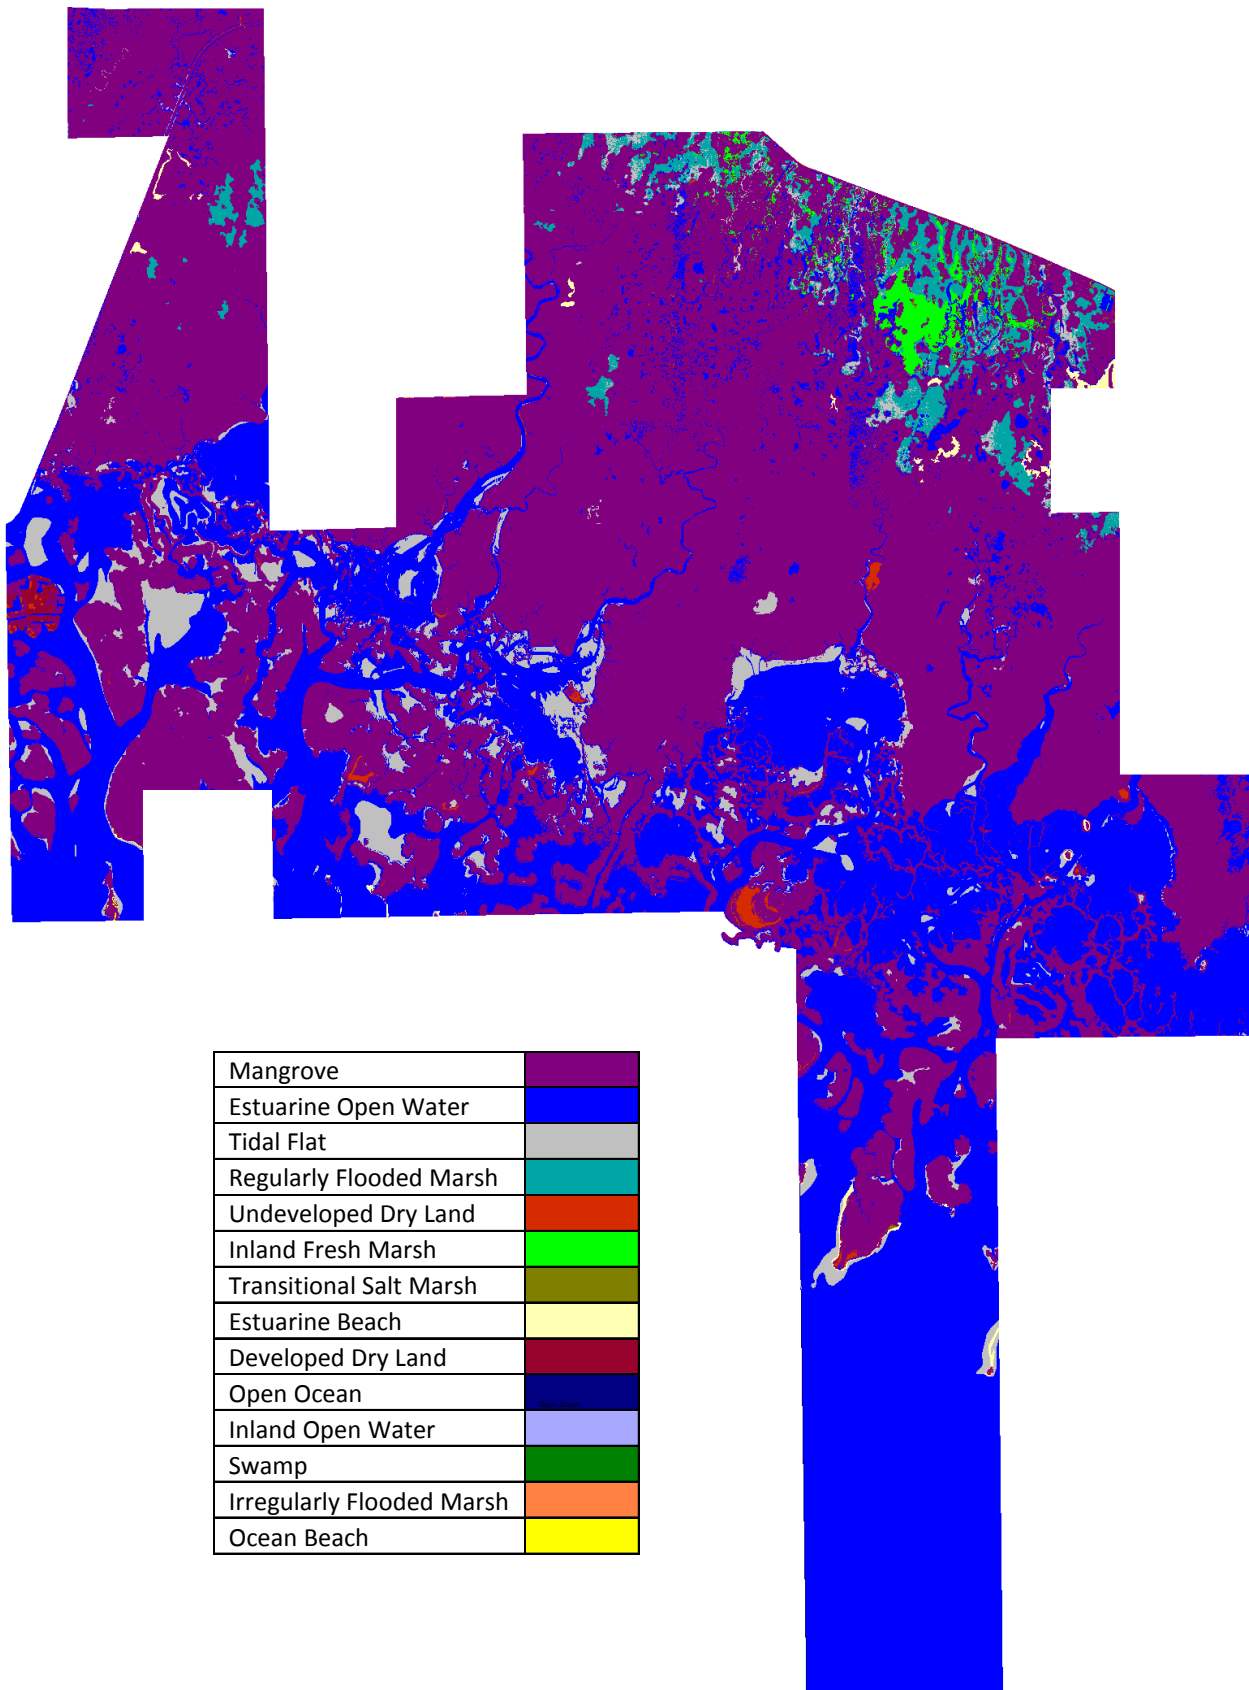 Mangrove
Estuarine Open Water
Tidal Flat
Regularly Flooded Marsh
Undeveloped Dry Land
Inland Fresh Marsh
Transitional Salt Marsh
Estuarine Beach
Developed Dry Land
Open Ocean
Inland Open Water
Swamp
Irregularly Flooded Marsh
Ocean Beach